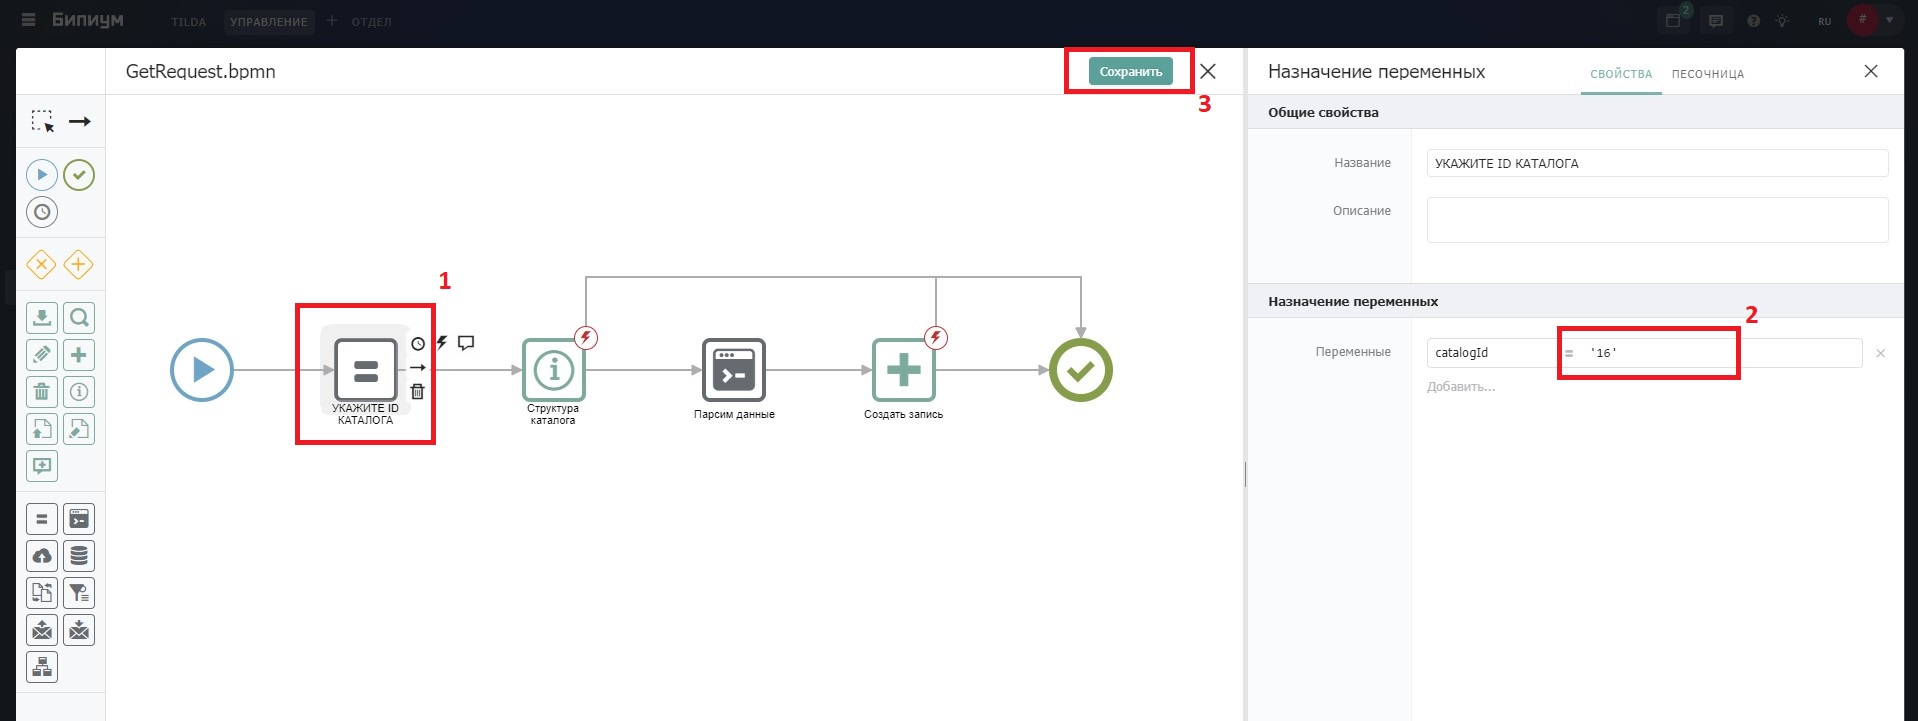 Бипиум
TILDA
УПРАВЛЕНИЕ
ОТДЕЛ
2
RU
#
GetRequest.bpmn
Сохранить
3
Назначение переменных
СВОЙСТВА
ПЕСОЧНИЦА
Общие свойства
Название
УКАЖИТЕ ID КАТАЛОГА
Описание
Назначение переменных
2
Переменные
catalogId
=
'16'
Добавить...
1
УКАЖИТЕ ID
КАТАЛОГА
Структура
каталога
Парсим данные
Создать запись